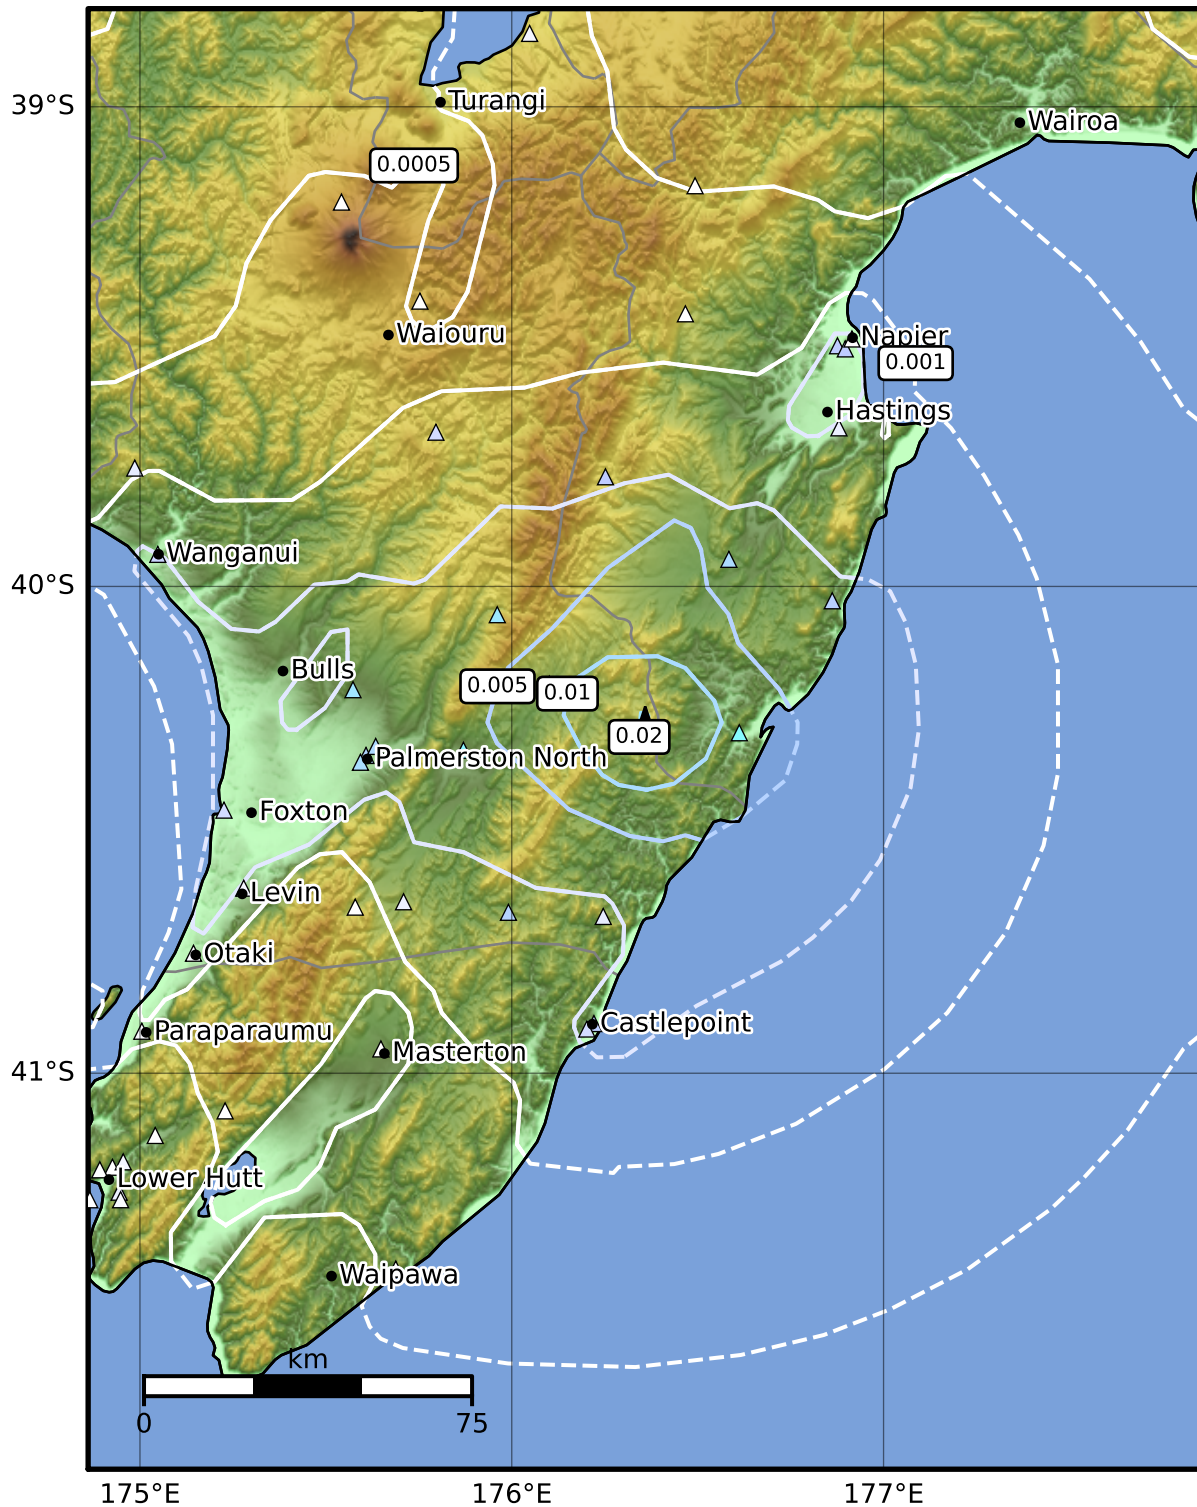 39°S
Turangi
Wairoa
0.0005
Waiouru
Napier
0.001
Hastings
Wanganui
40°S
Bulls
0.005
0.01
0.02
Palmerston North
Foxton
Levin
Otaki
Castlepoint
Paraparaumu
Masterton
41°S
Lower Hutt
Waipawa
km
0
75
175°E
176°E
177°E